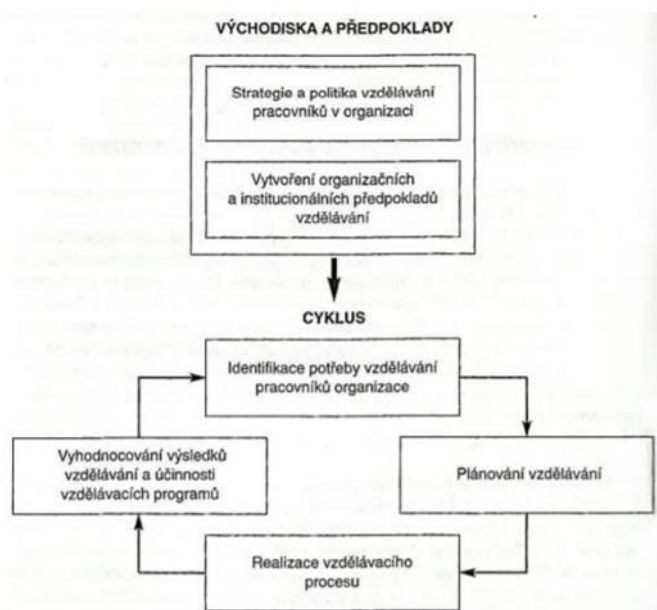 VÝCHODISKA A PŘEDPOKLADY
Strategie a politika vzdělávání
pracovníků v organizaci
Vytvoření organizačních
a institucionálních předpokladů
vzdělávání
CYKLUS
Identifikace potřeby vzdělávání
pracovníků organizace
Vyhodnocování výsledků
vzdělávání a účinnosti
vzdělávacích programů
Plánování vzdělávání
Realizace vzdělávacího
procesu